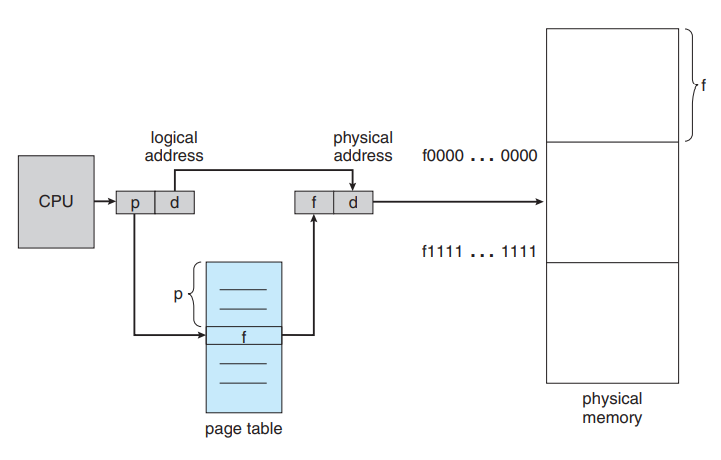 f
logical
address
physical
address
f0000 ... 0000
CPU
p
d
f
d
f1111 ... 1111
p
f
page table
physical
memory